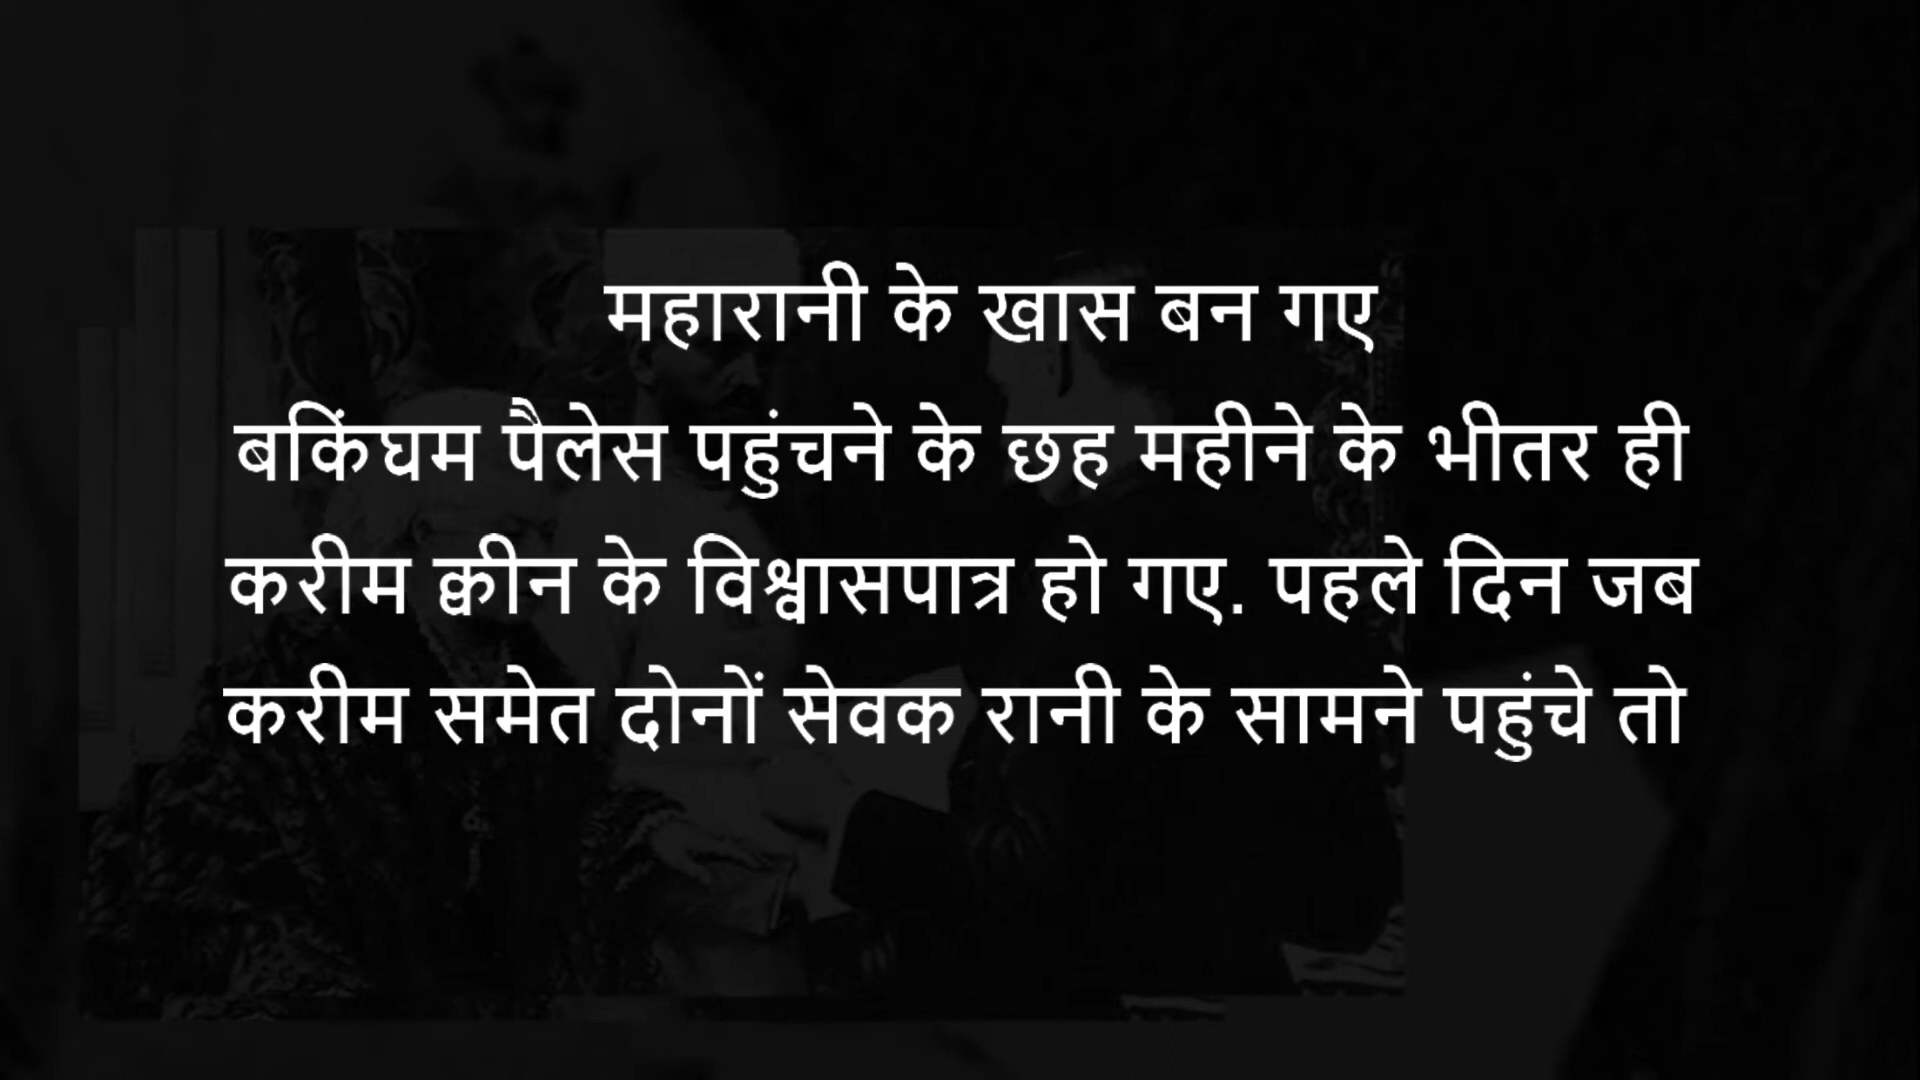 महारानी के खास बन गए
बकिंघम पैलेस पहुंचने के छह महीने के भीतर ही
करीम क्वीन के विश्वासपात्र हो गए. पहले दिन जब
करीम समेत दोनों सेवक रानी के सामने पहुंचे तो